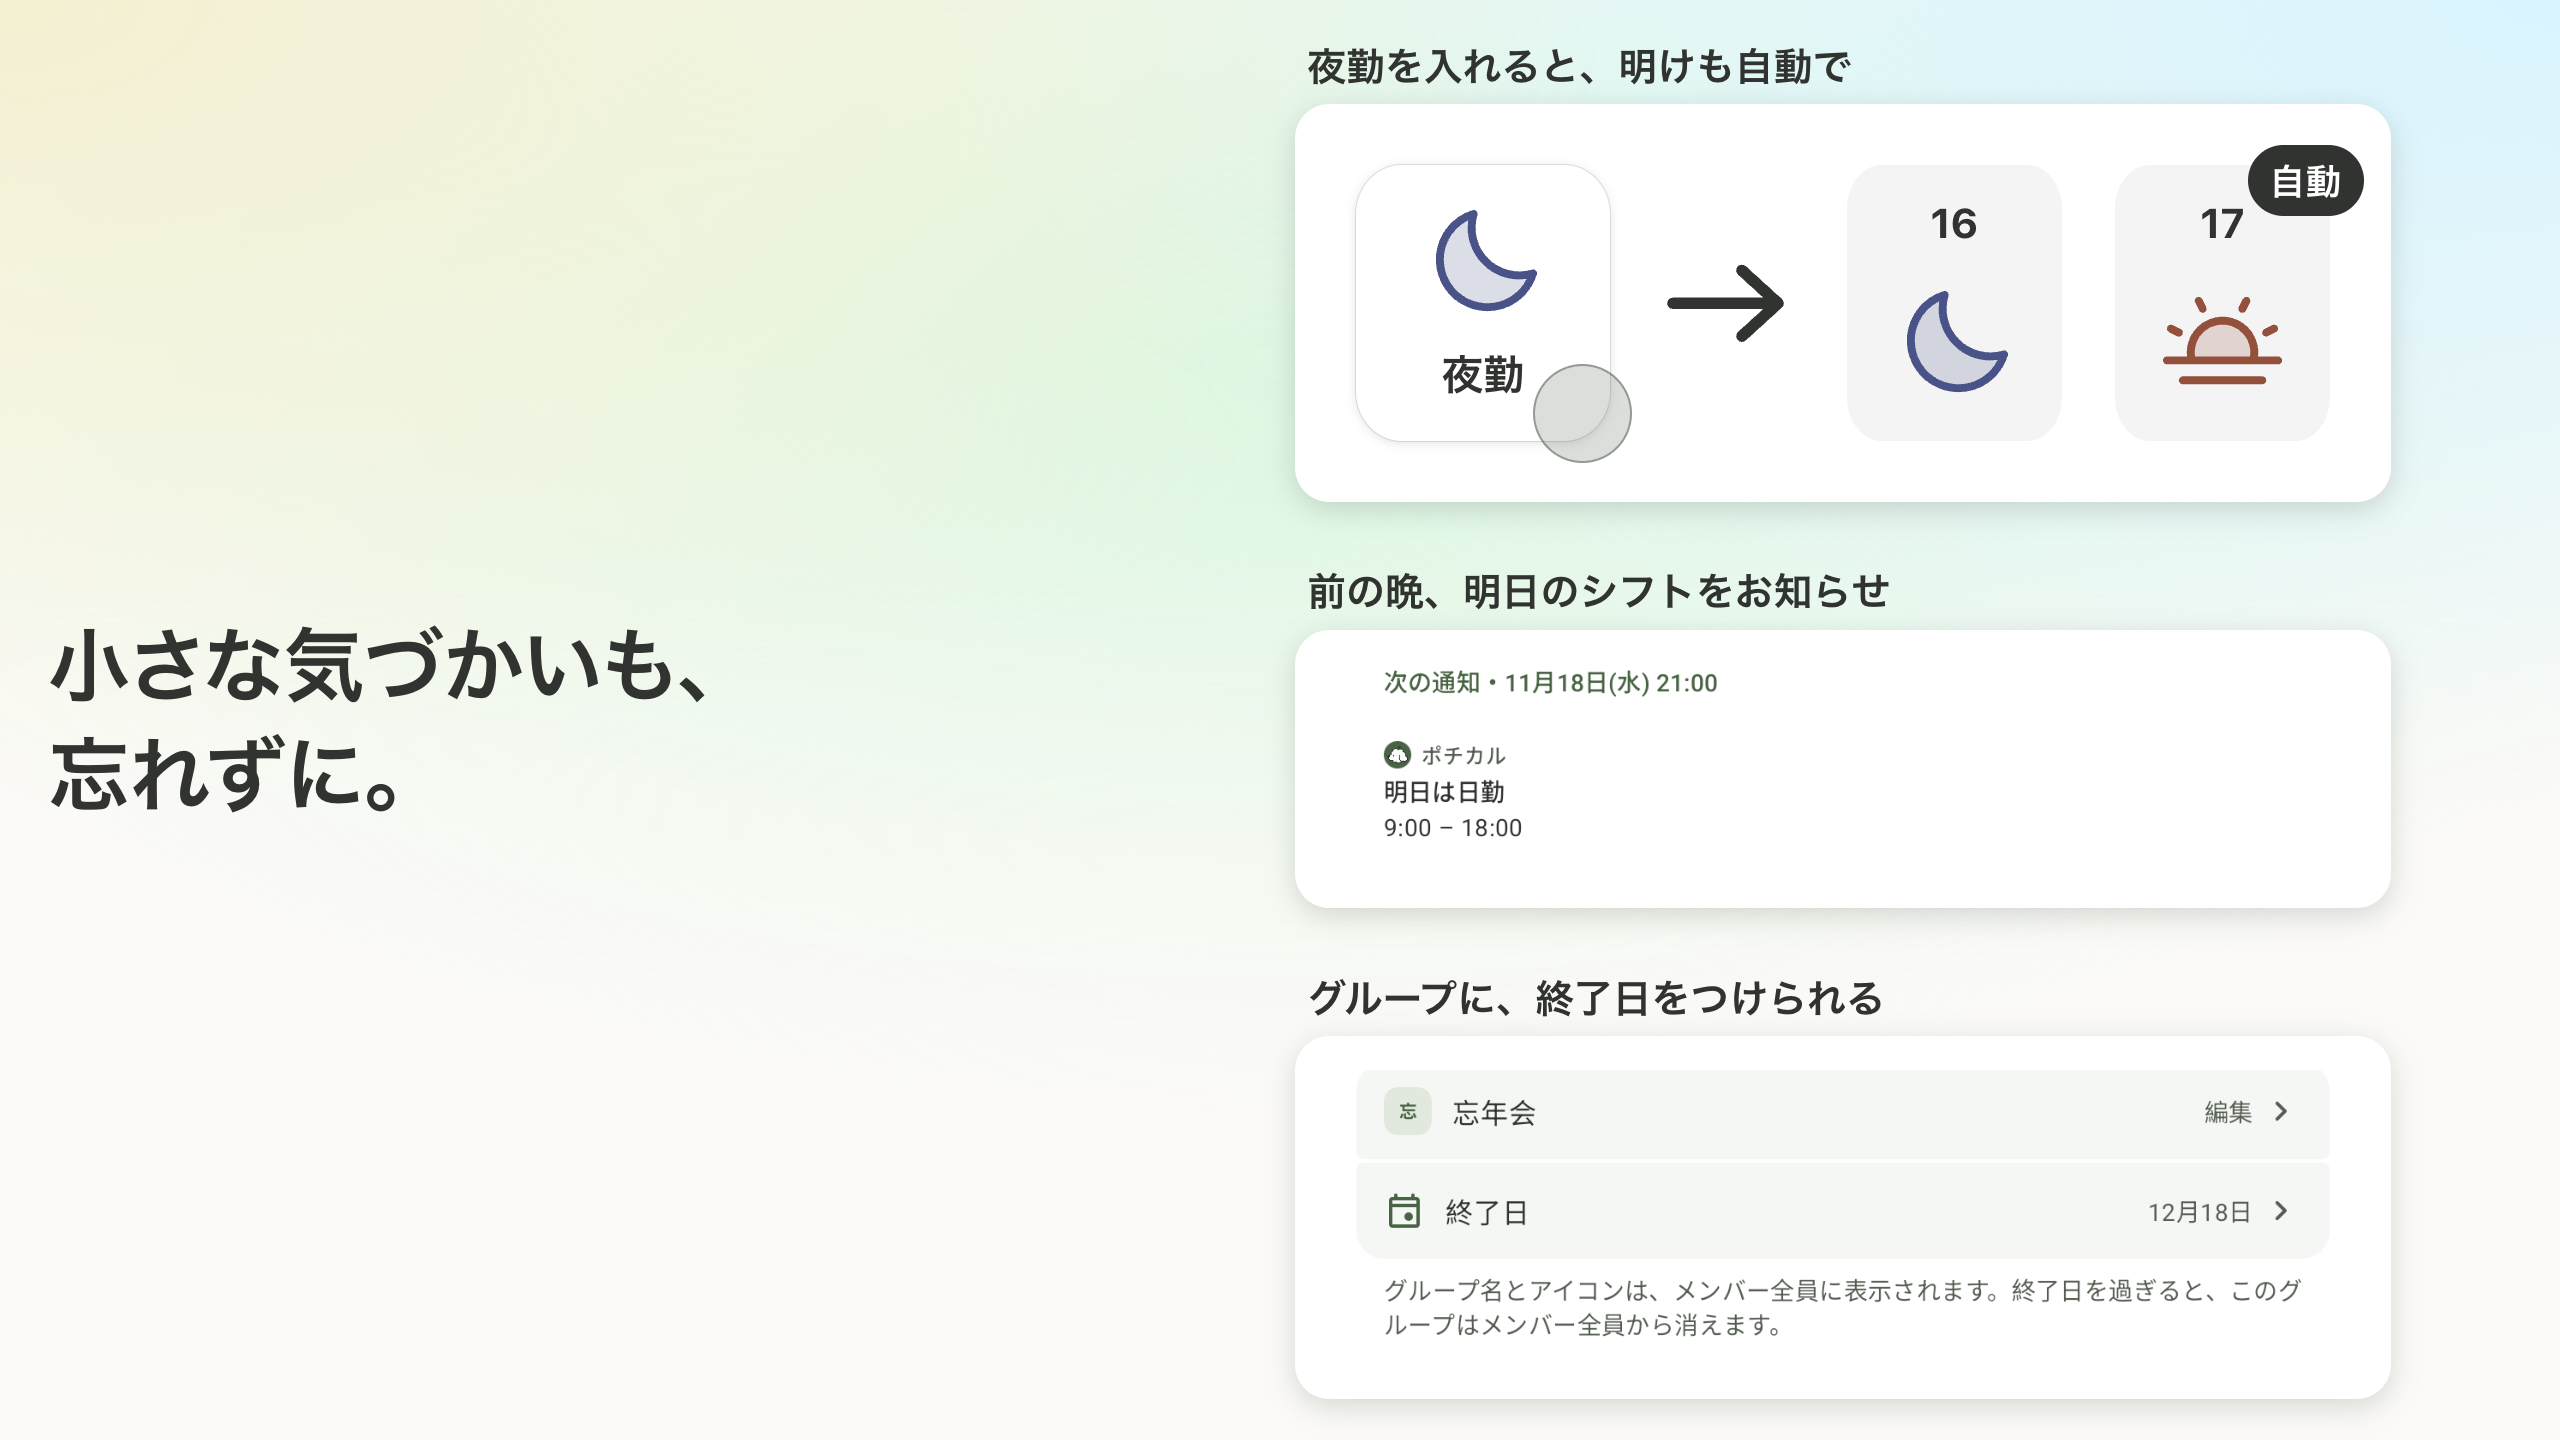 小さな気づかいも、
忘れずに。
夜勤を入れると、明けも自動で
夜勤
16
17
自動
前の晩、明日のシフトをお知らせ
次の通知・11月18日(水) 21:00
ポチカル
明日は日勤
9:00 – 18:00
グループに、終了日をつけられる
忘 忘年会 編集
終了日 12月18日
グループ名とアイコンは、メンバー全員に表示されます。終了日を過ぎると、このグ
ループはメンバー全員から消えます。